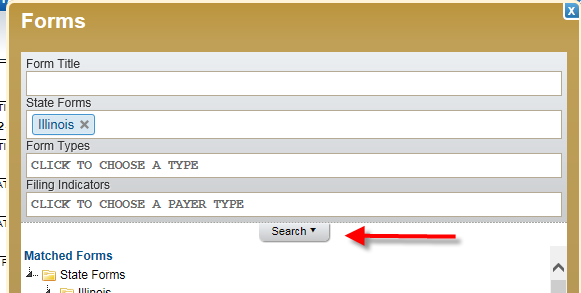 Forms
Form Title
State Forms
Illinois
Form Types
CLICK TO CHOOSE A TYPE
Filing Indicators
CLICK TO CHOOSE A PAYER TYPE
Search
Matched Forms
State Forms
Illinois